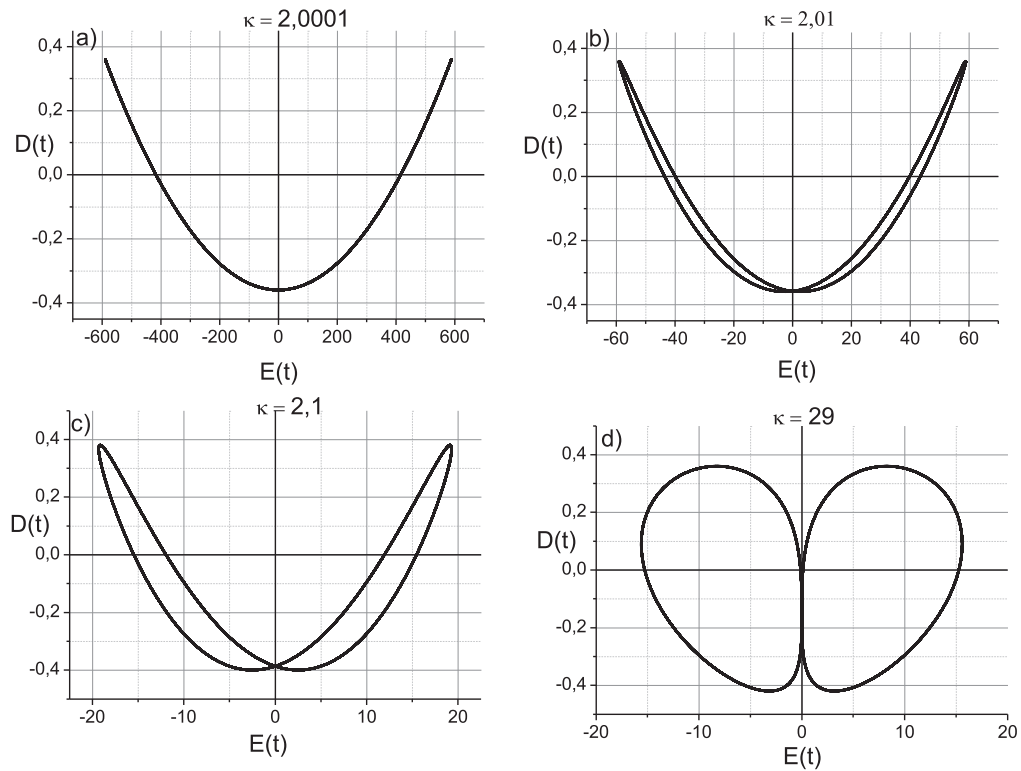 κ = 2,0001
a)
0,4
0,2
D(t)
0,0
-0,2
-0,4
-600 -400 -200 0 200 400 600
E(t)
κ = 2,01
b)
0,4
0,2
D(t)
0,0
-0,2
-0,4
-60 -40 -20 0 20 40 60
E(t)
κ = 2,1
c)
0,4
0,2
D(t)
0,0
-0,2
-0,4
-20 -10 0 10 20
E(t)
κ = 29
d)
0,4
0,2
D(t)
0,0
-0,2
-0,4
-20 -10 0 10 20
E(t)